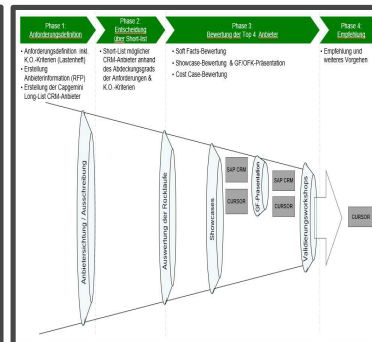 Phase 1:
Anforderungsdefinition
Phase 2:
Entscheidung
über Short-list
Phase 3:
Bewertung der Top 4 Anbieter
Phase 4:
Empfehlung
• Anforderungsdefinition inkl.
K.O.-Kriterien (Lastenheft)
• Erstellung
Anbieterinformation (RFP)
• Erstellung der Capgemini
Long-List CRM-Anbieter
• Short-List möglicher
CRM-Anbieter anhand
des Abdeckungsgrads
der Anforderungen &
K.O.-Kriterien
• Soft Facts-Bewertung
• Showcase-Bewertung & GF/OFK-Präsentation
• Cost Case-Bewertung
• Empfehlung und
weiteres Vorgehen
Anbietersichtung / Ausschreibung
Auswertung der Rückläufe
Showcases
SAP CRM
CURSOR
GF-Präsentation
SAP CRM
CURSOR
Validierungsworkshops
CURSOR